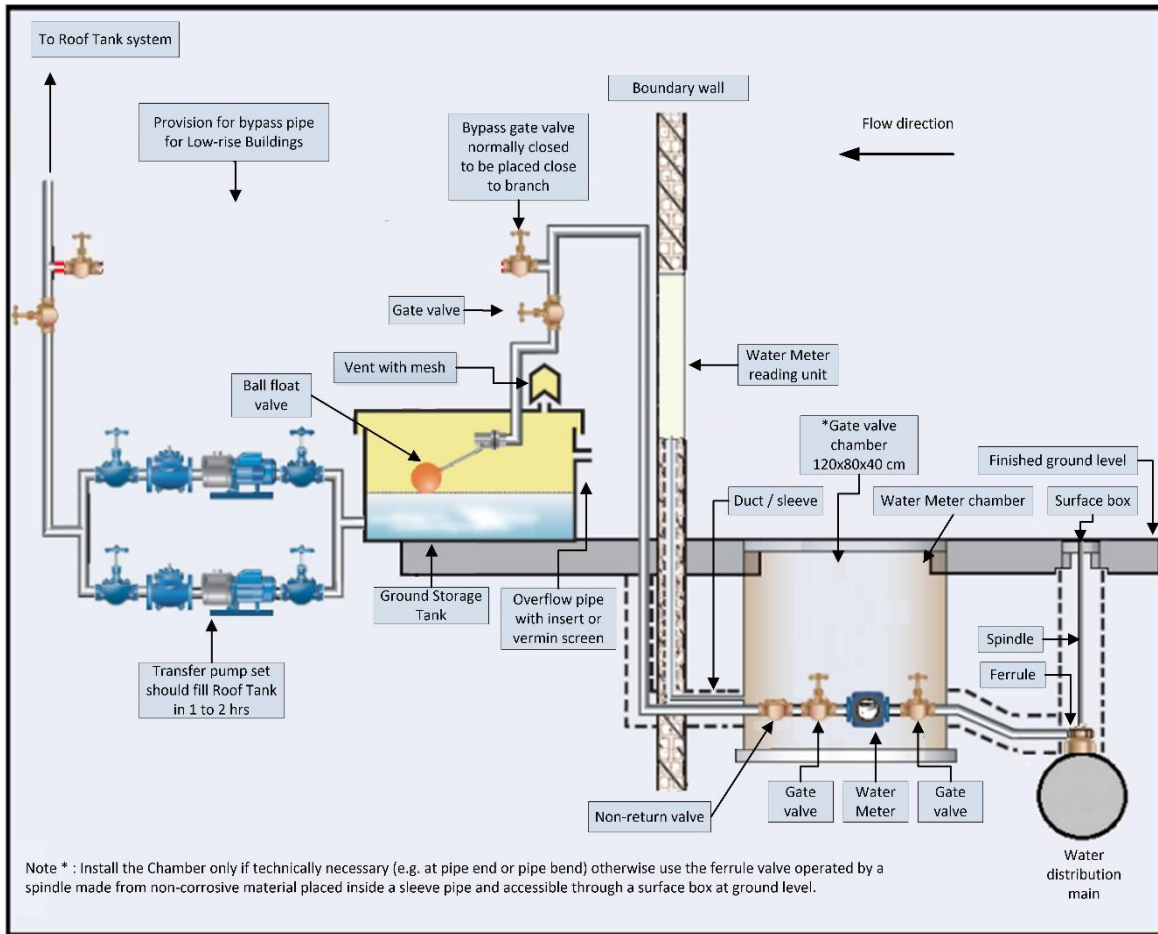 To Roof Tank system
Boundary wall
Provision for bypass pipe
for Low-rise Buildings
Bypass gate valve
normally closed
to be placed close
to branch
Flow direction
Gate valve
Vent with mesh
Water Meter
reading unit
Ball float
valve
*Gate valve
chamber
120x80x40 cm
Finished ground level
Duct / sleeve
Water Meter chamber
Surface box
Ground Storage
Tank
Overflow pipe
with insert or
vermin screen
Spindle
Transfer pump set
should fill Roof Tank
in 1 to 2 hrs
Ferrule
Non-return valve
Gate
valve
Water
Meter
Gate
valve
Water
distribution
main
Note * : Install the Chamber only if technically necessary (e.g. at pipe end or pipe bend) otherwise use the ferrule valve operated by a
spindle made from non-corrosive material placed inside a sleeve pipe and accessible through a surface box at ground level.